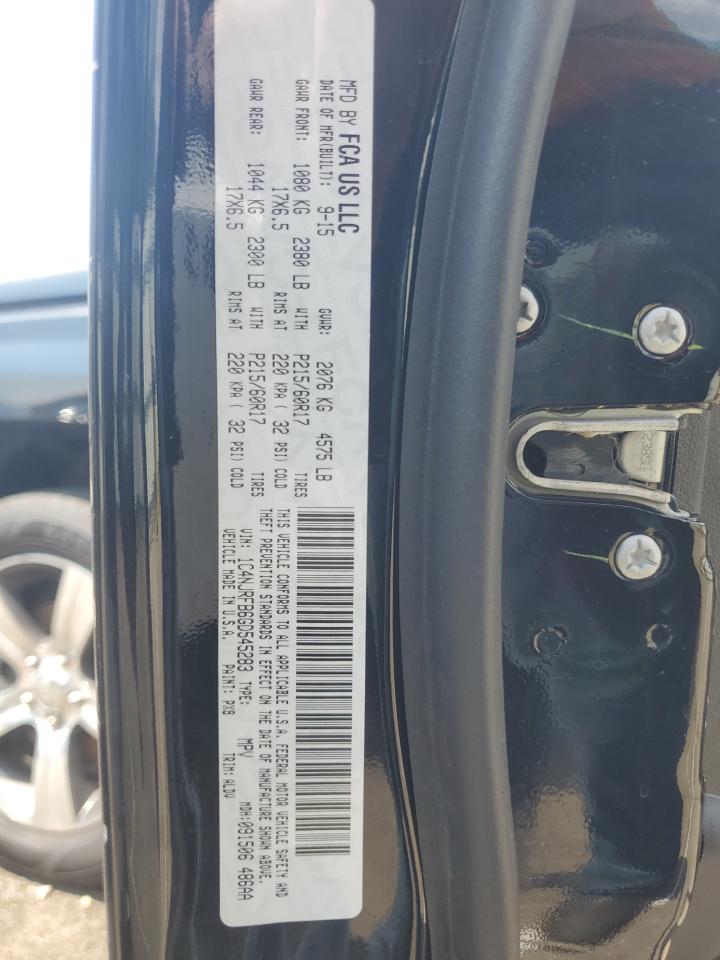 MFD BY FCA US LLC
DATE OF MFR(BUILT): 9-15 GVWR: 2076 KG 4575 LB
GAWR FRONT: 1080 KG 2380 LB WITH P215/60R17 TIRES
17X6.5 RIMS AT 220 KPA ( 32 PSI) COLD
GAWR REAR: 1044 KG 2300 LB WITH P215/60R17 TIRES
17X6.5 RIMS AT 220 KPA ( 32 PSI) COLD
THIS VEHICLE CONFORMS TO ALL APPLICABLE U.S.A. FEDERAL MOTOR VEHICLE SAFETY AND
THEFT PREVENTION STANDARDS IN EFFECT ON THE DATE OF MANUFACTURE SHOWN ABOVE.
VIN: 1C4NJRFB6GD545283 TYPE: MPV MDH:091506 486AA
VEHICLE MADE IN U.S.A. PAINT: PX8 TRIM: ALDV